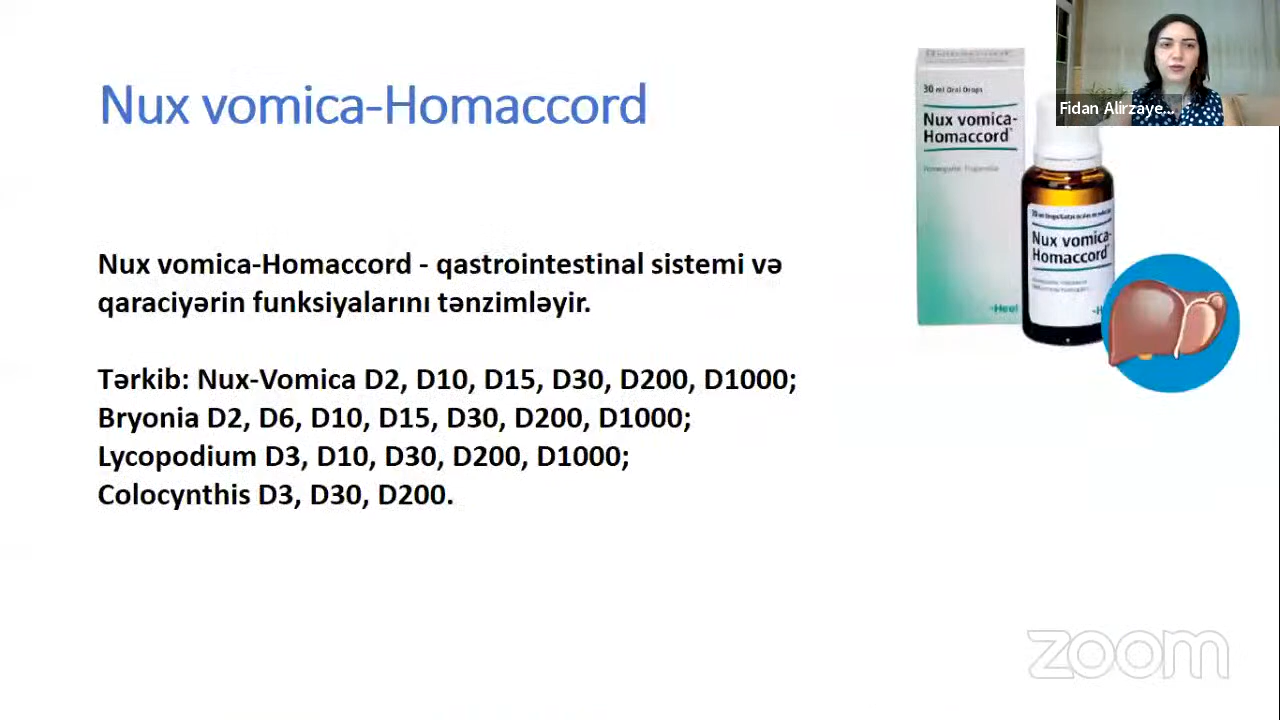 Nux vomica-Homaccord
Nux vomica-Homaccord - qastrointestinal sistemi və
qaraciyərin funksiyalarını tənzimləyir.
Tərkib: Nux-Vomica D2, D10, D15, D30, D200, D1000;
Bryonia D2, D6, D10, D15, D30, D200, D1000;
Lycopodium D3, D10, D30, D200, D1000;
Colocynthis D3, D30, D200.
30 ml Oral Drops
Nux vomica-
Homaccord
-Heel
Nux vomica-
Homaccord
Fidan Alirzaye...
zoom